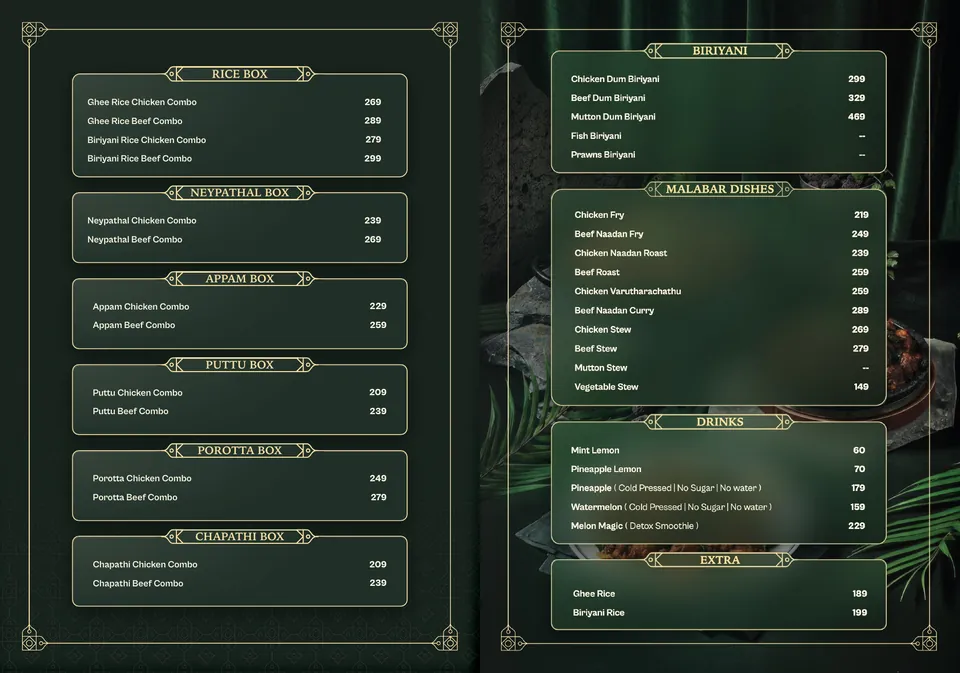 RICE BOX
Ghee Rice Chicken Combo 269
Ghee Rice Beef Combo 289
Biriyani Rice Chicken Combo 279
Biriyani Rice Beef Combo 299
NEYPATHAL BOX
Neypathal Chicken Combo 239
Neypathal Beef Combo 269
APPAM BOX
Appam Chicken Combo 229
Appam Beef Combo 259
PUTTU BOX
Puttu Chicken Combo 209
Puttu Beef Combo 239
POROTTA BOX
Porotta Chicken Combo 249
Porotta Beef Combo 279
CHAPATHI BOX
Chapathi Chicken Combo 209
Chapathi Beef Combo 239
BIRIYANI
Chicken Dum Biriyani 299
Beef Dum Biriyani 329
Mutton Dum Biriyani 469
Fish Biriyani --
Prawns Biriyani --
MALABAR DISHES
Chicken Fry 219
Beef Naadan Fry 249
Chicken Naadan Roast 239
Beef Roast 259
Chicken Varutharachathu 259
Beef Naadan Curry 289
Chicken Stew 269
Beef Stew 279
Mutton Stew --
Vegetable Stew 149
DRINKS
Mint Lemon 60
Pineapple Lemon 70
Pineapple ( Cold Pressed | No Sugar | No water ) 179
Watermelon ( Cold Pressed | No Sugar | No water ) 159
Melon Magic ( Detox Smoothie ) 229
EXTRA
Ghee Rice 189
Biriyani Rice 199